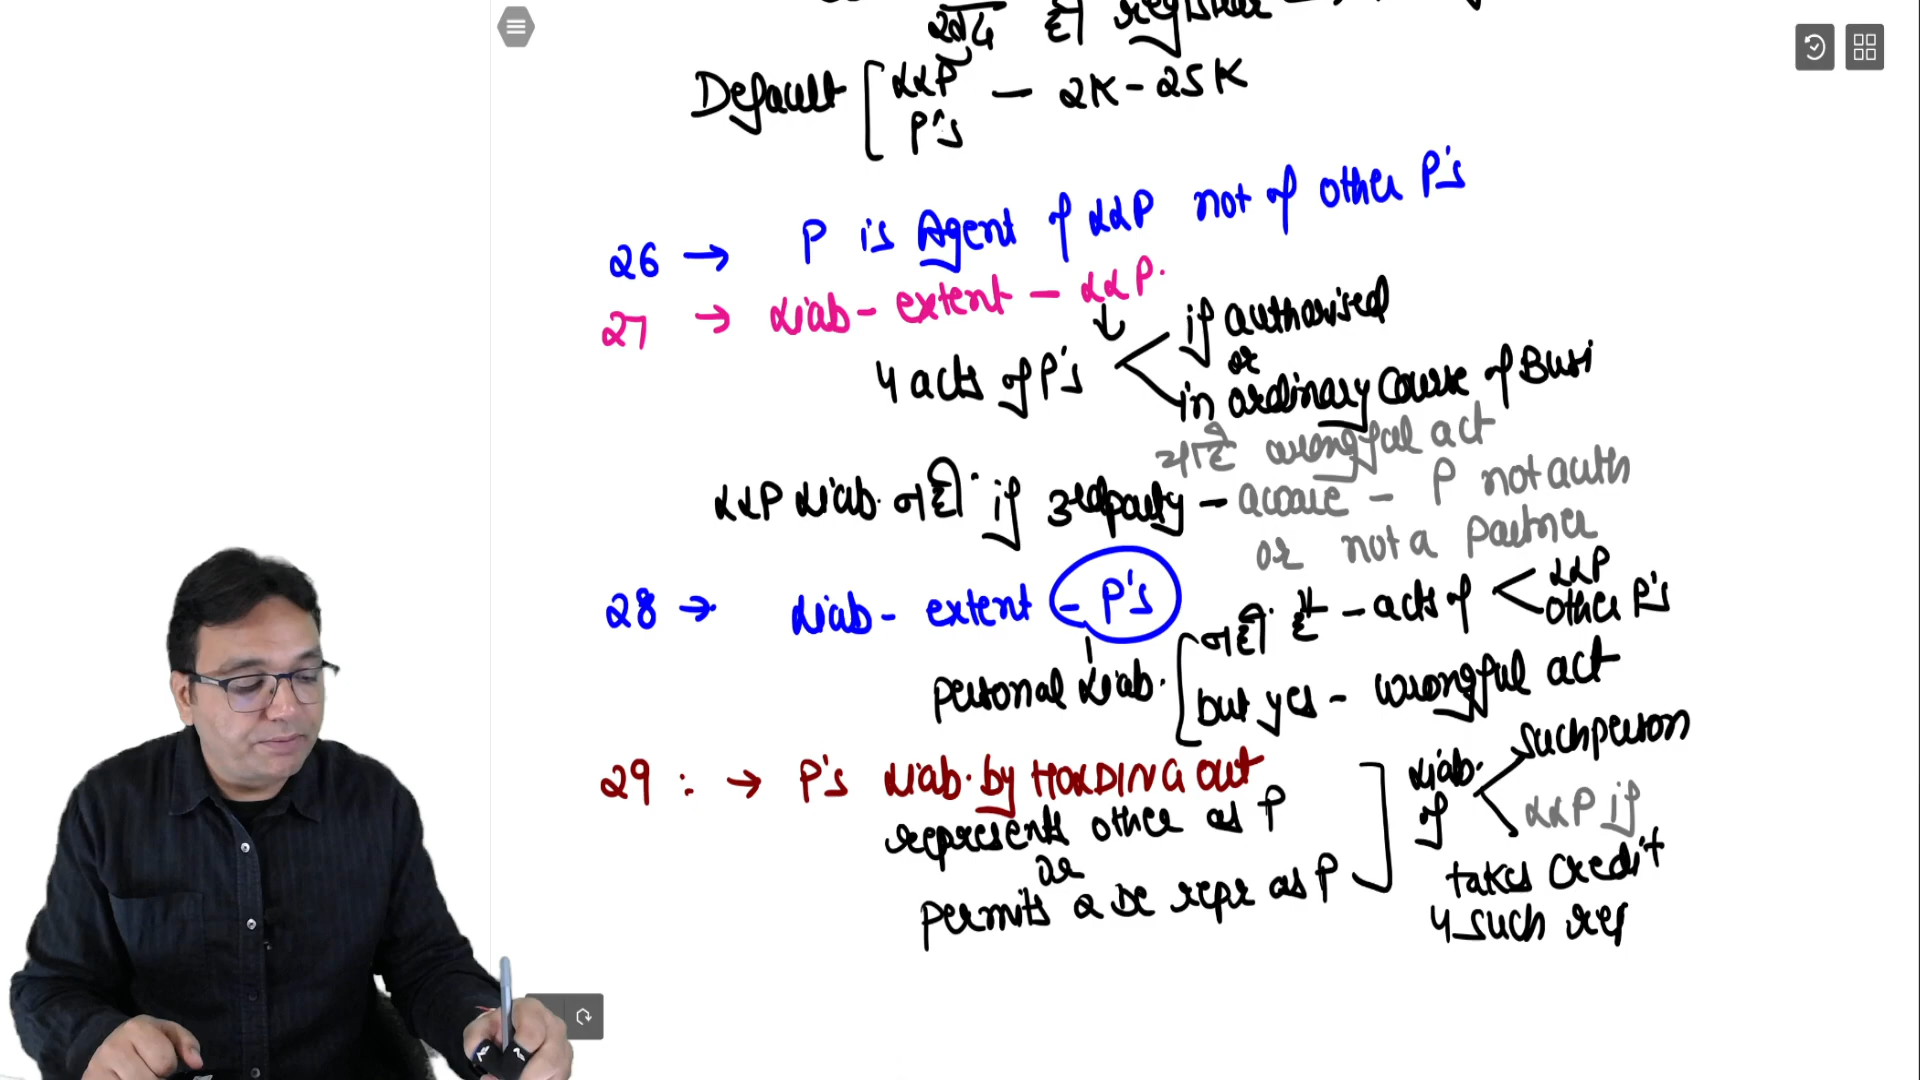 ही register
Default [ LLP - 2K - 25K
P's
26 → P is Agent of LLP not of other P's
27 → Liab - extent - LLP.
4 acts of P's < if authorised
or
in ordinary course of Busi
चाहे wrongful act
LLP Liab. नहीं if 3rd party - aware - P not auth
or not a Partner
28 → Liab - extent - P's
नहीं है - acts of < LLP
other P's
personal Liab.
but yes - wrongful act
29 : → P's Liab. by HOLDING out
represents other as P
or
permits 2 be repr as P
Liab. if < such person
LLP if
takes credit
4 such rep